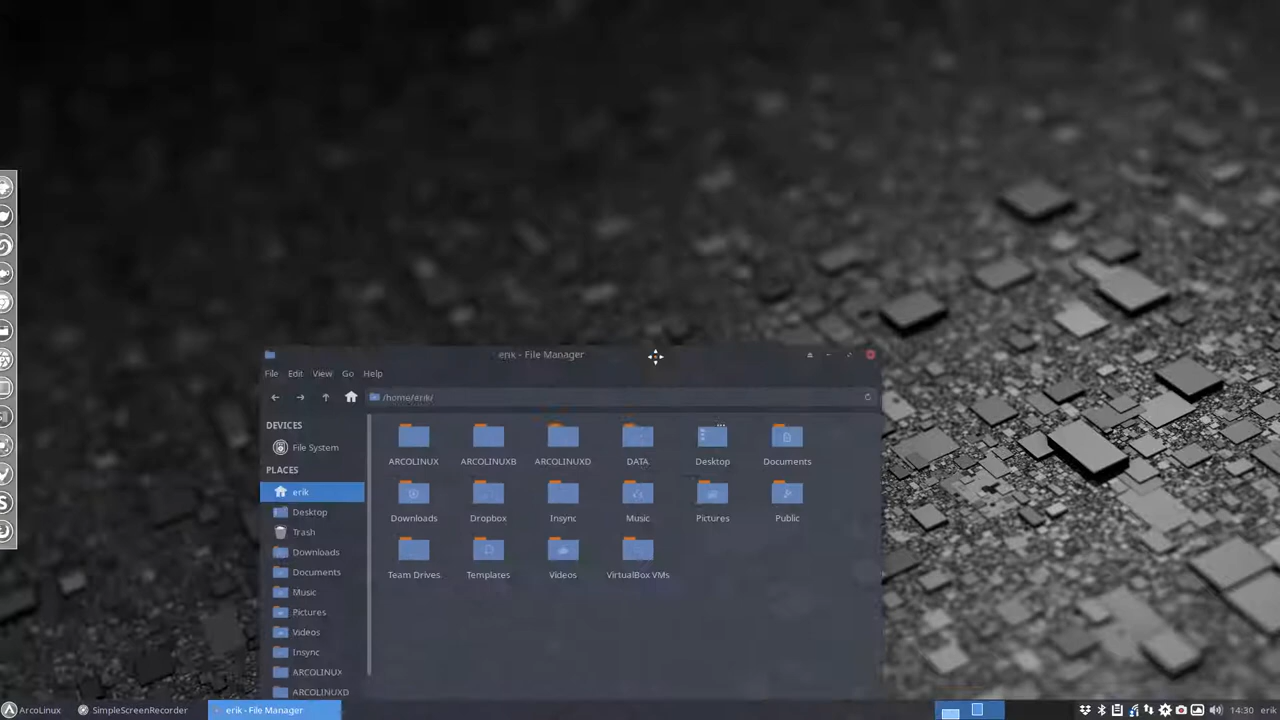 erik - File Manager
File Edit View Go Help
/home/erik/
DEVICES
File System
PLACES
erik
Desktop
Trash
Downloads
Documents
Music
Pictures
Videos
Insync
ARCOLINUX
ARCOLINUXD
ARCOLINUX ARCOLINUXB ARCOLINUXD DATA Desktop Documents
Downloads Dropbox Insync Music Pictures Public
Team Drives Templates Videos VirtualBox VMs
ArcoLinux SimpleScreenRecorder erik - File Manager 14:30 erik